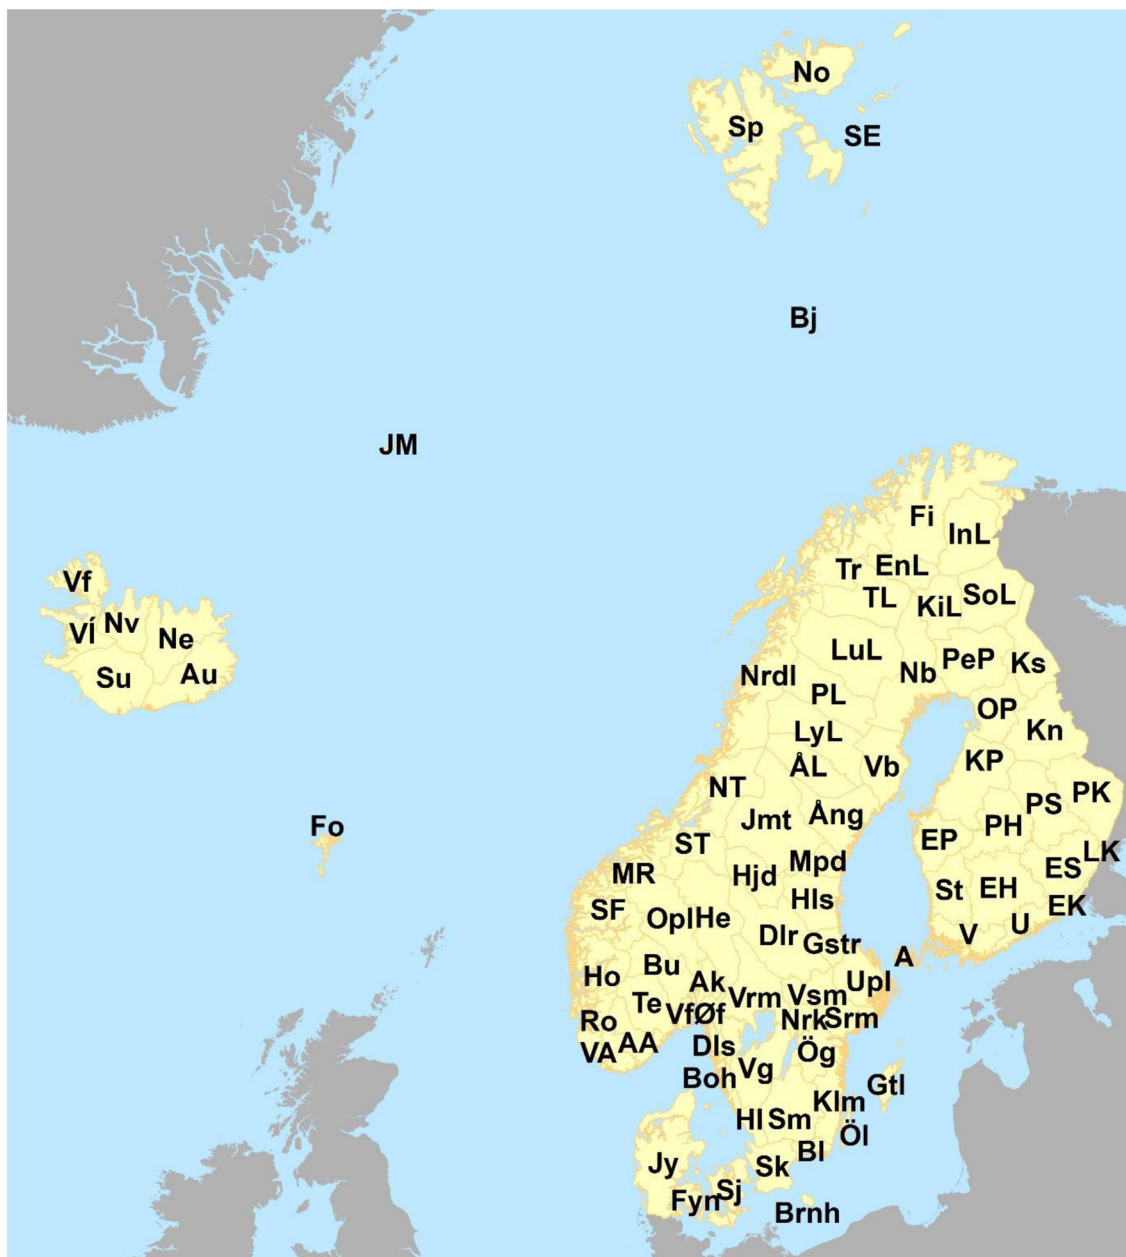 No
Sp
SE
Bj
JM
Fi
InL
Vf
Tr
EnL
TL
KiL
SoL
Ví
Nv
Ne
LuL
PeP
Ks
Su
Au
Nrdl
Nb
PL
OP
LyL
Kn
ÅL
Vb
KP
NT
PK
PS
Jmt
Ång
Fo
PH
ST
EP
MR
Hjd
Mpd
LK
ES
St
EH
Hls
SF
Opl
He
EK
U
Dlr
Gstr
V
A
Ho
Bu
Ak
Upl
Te
Vrm
Vsm
Vf
Øf
Ro
Nrk
Srm
AA
VA
Dls
Ög
Vg
Boh
Gtl
Klm
Hl
Sm
Öl
Bl
Jy
Sk
Sj
Fyn
Brnh